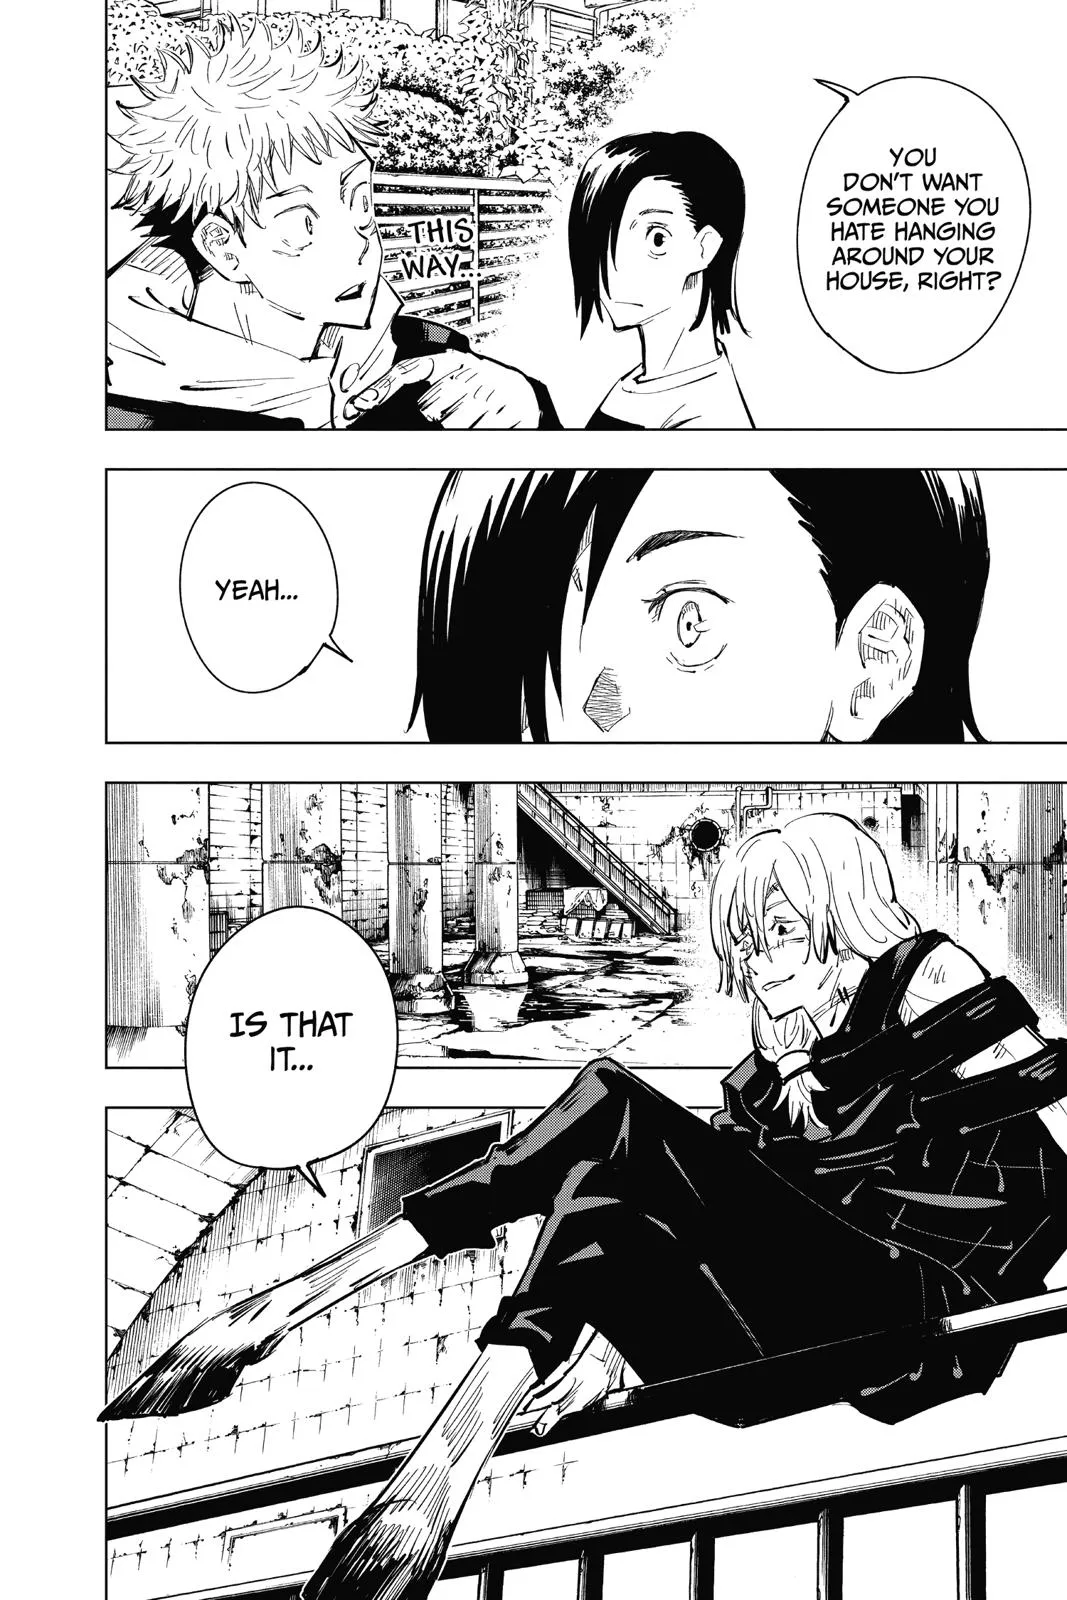 YOU
DON'T WANT
SOMEONE YOU
HATE HANGING
AROUND YOUR
HOUSE, RIGHT?
THIS
WAY...
YEAH...
IS THAT
IT...